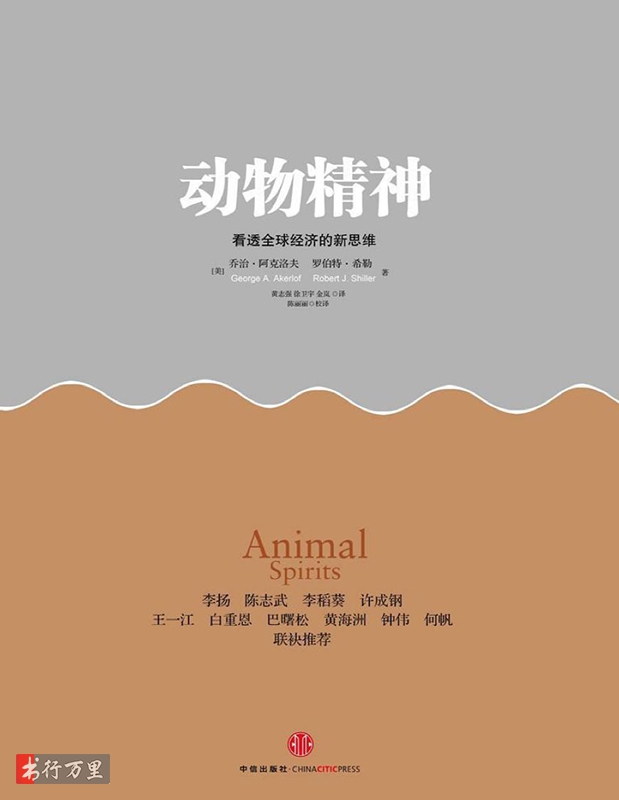 动物精神
看透全球经济的新思维
[美] 乔治·阿克洛夫 罗伯特·希勒 著
George A. Akerlof Robert J. Shiller
黄志强 徐卫宇 金岚 ◎ 译
陈丽丽 ◎ 校译
Animal
Spirits
李扬 陈志武 李稻葵 许成钢
王一江 白重恩 巴曙松 黄海洲 钟伟 何帆
联袂推荐
中信出版社·CHINACITICPRESS
书行万里